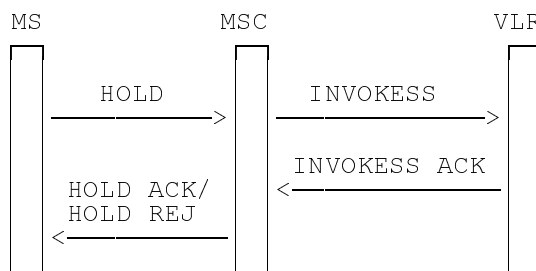 MS MSC VLR
HOLD INVOKESS
INVOKESS ACK
HOLD ACK/
HOLD REJ